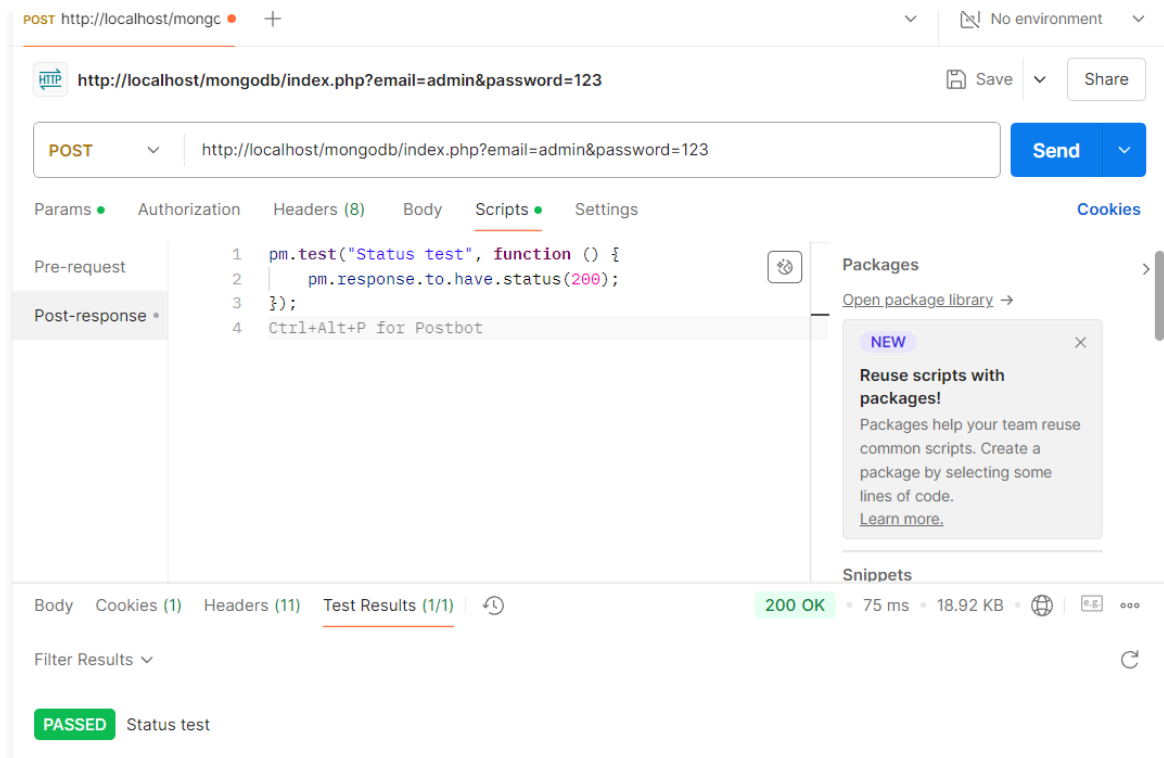 POST http://localhost/mongc
No environment
HTTP http://localhost/mongodb/index.php?email=admin&password=123
Save
Share
POST
http://localhost/mongodb/index.php?email=admin&password=123
Send
Params Authorization Headers (8) Body Scripts Settings
Cookies
Pre-request
Post-response
1 pm.test("Status test", function () {
2 pm.response.to.have.status(200);
3 });
4 Ctrl+Alt+P for Postbot
Packages
Open package library →
NEW
Reuse scripts with
packages!
Packages help your team reuse
common scripts. Create a
package by selecting some
lines of code.
Learn more.
Snippets
Body Cookies (1) Headers (11) Test Results (1/1)
200 OK • 75 ms • 18.92 KB • e.g.
Filter Results
PASSED Status test